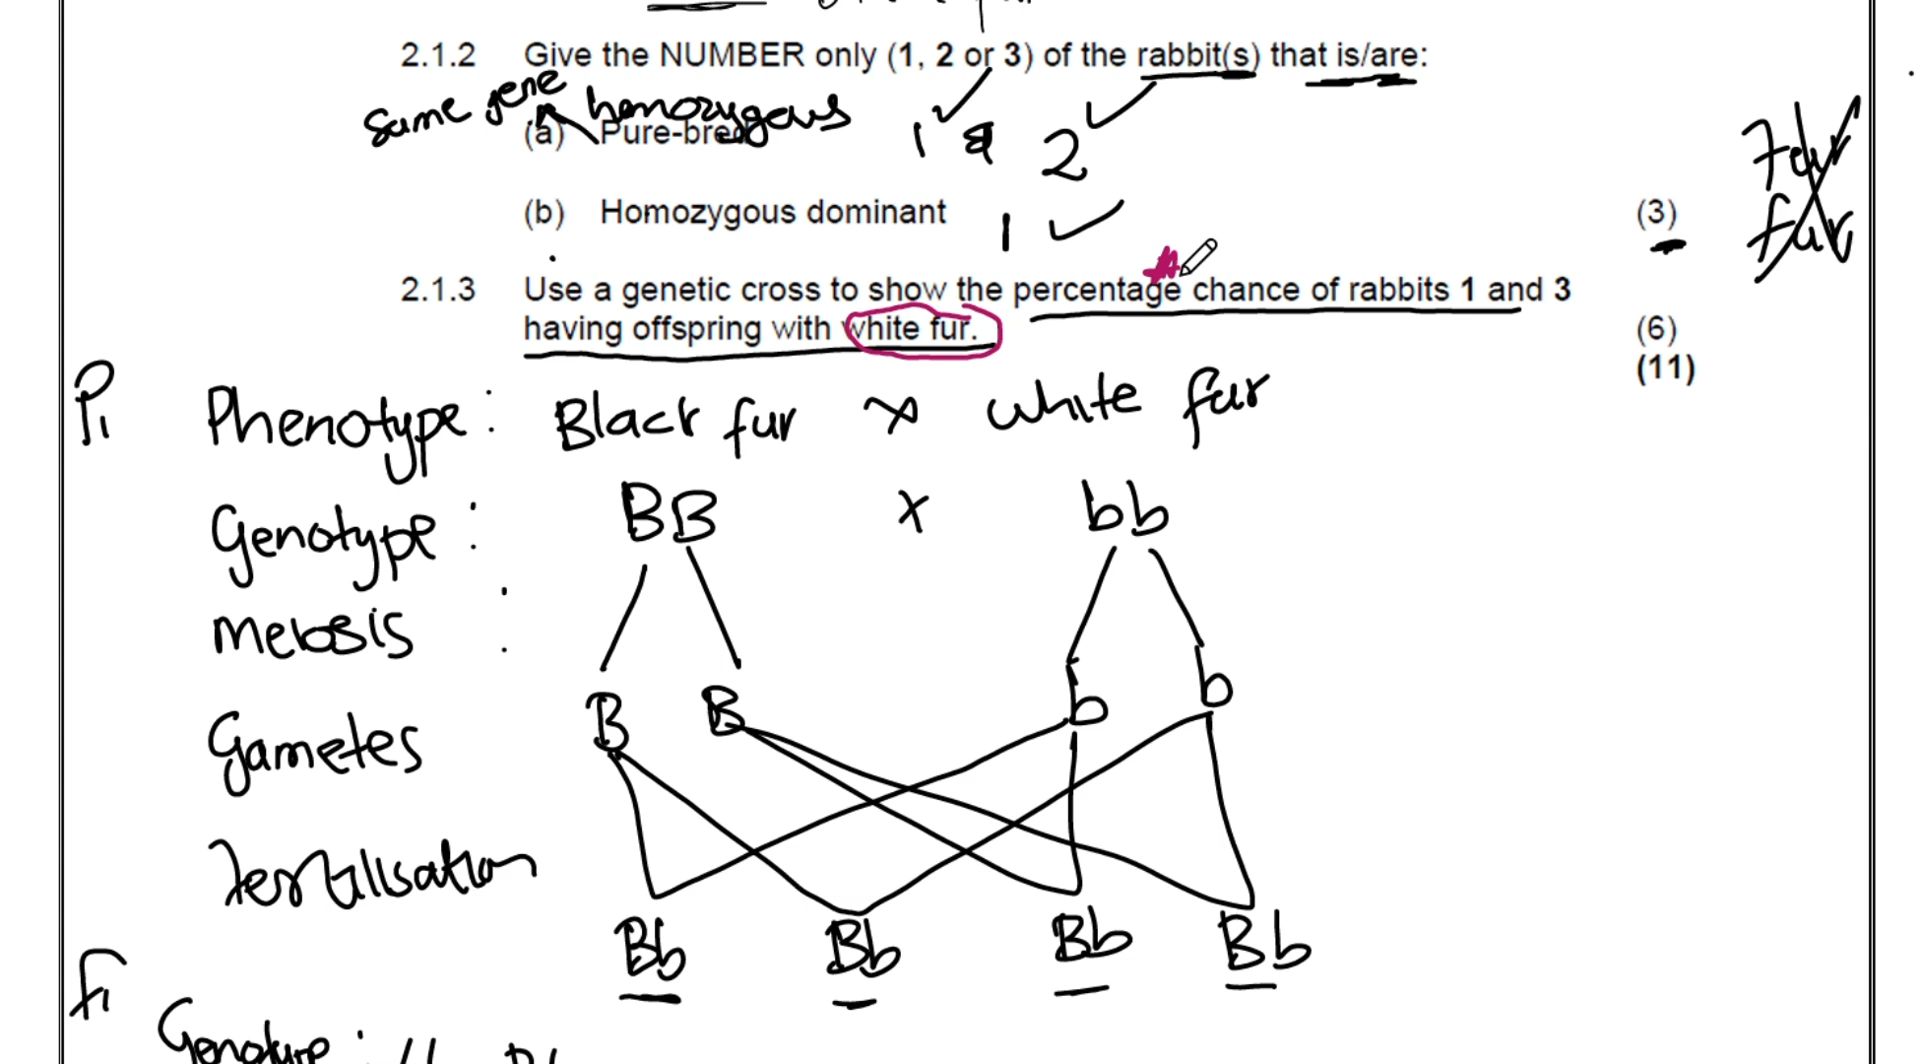 2.1.2 Give the NUMBER only (1, 2 or 3) of the rabbit(s) that is/are:
same gene homozygous
(a) Pure-bred 1 & 2
(b) Homozygous dominant 1 (3)
fur
2.1.3 Use a genetic cross to show the percentage chance of rabbits 1 and 3
having offspring with white fur. (6)
(11)
P1 Phenotype: Black fur x white fur
Genotype: BB x bb
Meiosis :
B B b b
Gametes
Fertilisation
Bb Bb Bb Bb
F1
Genotype: